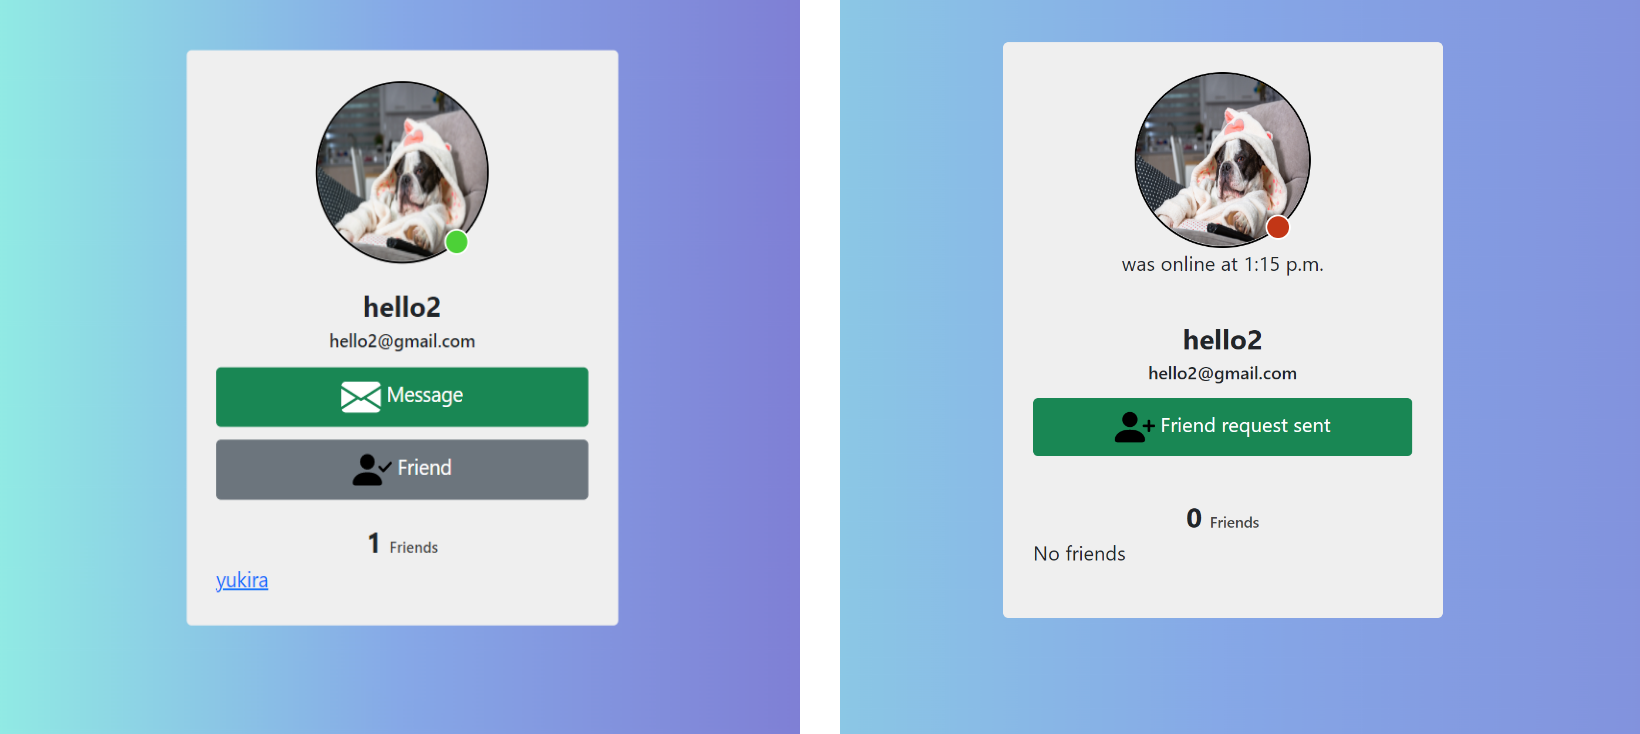 hello2
hello2@gmail.com
Message
Friend
1 Friends
yukira
was online at 1:15 p.m.
hello2
hello2@gmail.com
Friend request sent
0 Friends
No friends